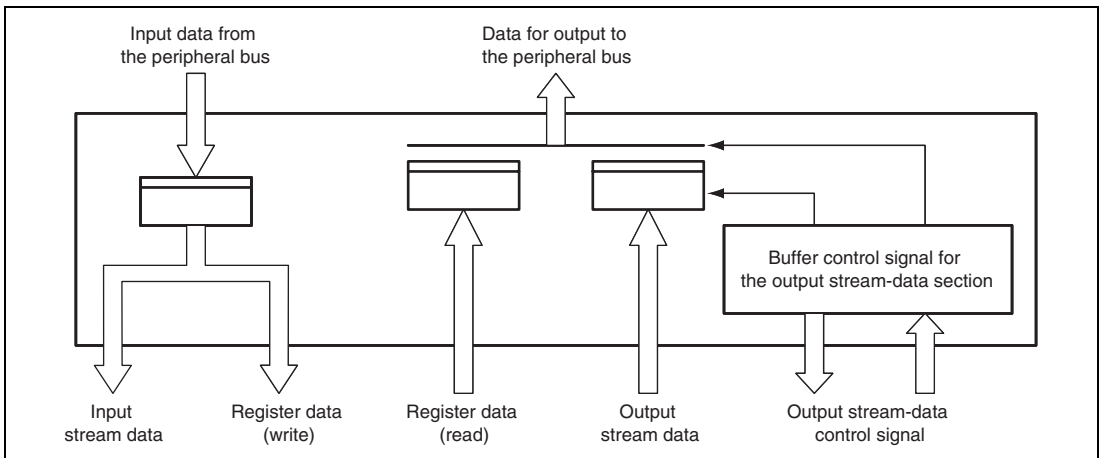 Input data from
the peripheral bus
Data for output to
the peripheral bus
Buffer control signal for
the output stream-data section
Input
stream data
Register data
(write)
Register data
(read)
Output
stream data
Output stream-data
control signal